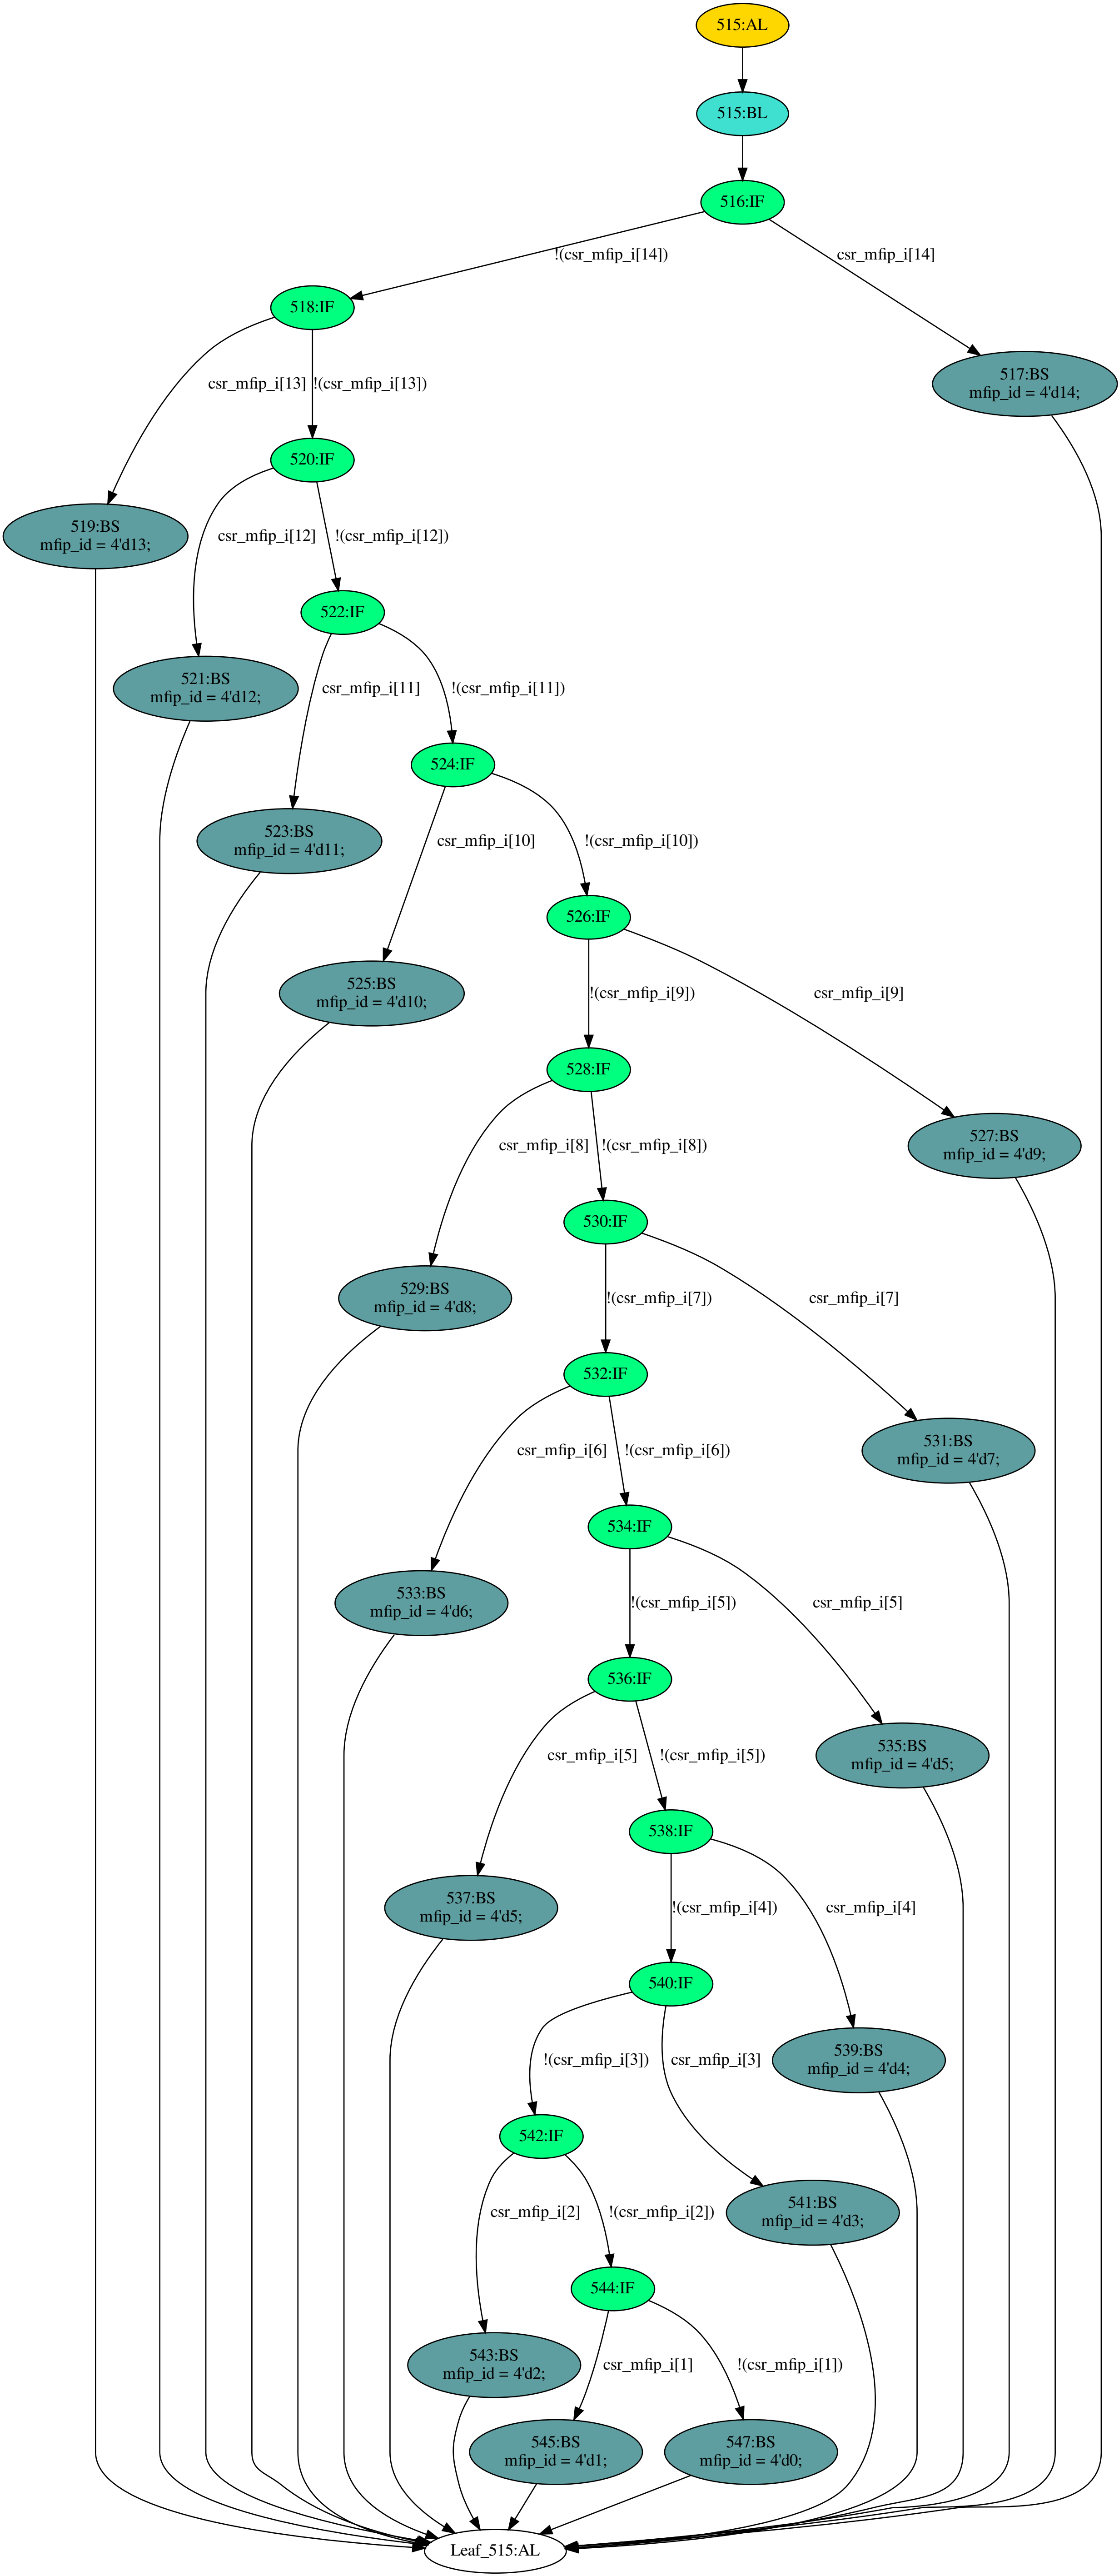 515:AL
515:BL
516:IF
!(csr_mfip_i[14])
csr_mfip_i[14]
518:IF
517:BS
mfip_id = 4'd14;
csr_mfip_i[13]
!(csr_mfip_i[13])
520:IF
519:BS
mfip_id = 4'd13;
csr_mfip_i[12]
!(csr_mfip_i[12])
522:IF
521:BS
mfip_id = 4'd12;
csr_mfip_i[11]
!(csr_mfip_i[11])
524:IF
523:BS
mfip_id = 4'd11;
csr_mfip_i[10]
!(csr_mfip_i[10])
526:IF
525:BS
mfip_id = 4'd10;
!(csr_mfip_i[9])
csr_mfip_i[9]
528:IF
527:BS
mfip_id = 4'd9;
csr_mfip_i[8]
!(csr_mfip_i[8])
530:IF
529:BS
mfip_id = 4'd8;
!(csr_mfip_i[7])
csr_mfip_i[7]
532:IF
531:BS
mfip_id = 4'd7;
csr_mfip_i[6]
!(csr_mfip_i[6])
534:IF
533:BS
mfip_id = 4'd6;
!(csr_mfip_i[5])
csr_mfip_i[5]
536:IF
535:BS
mfip_id = 4'd5;
csr_mfip_i[5]
!(csr_mfip_i[5])
538:IF
537:BS
mfip_id = 4'd5;
!(csr_mfip_i[4])
csr_mfip_i[4]
540:IF
539:BS
mfip_id = 4'd4;
!(csr_mfip_i[3])
csr_mfip_i[3]
542:IF
541:BS
mfip_id = 4'd3;
csr_mfip_i[2]
!(csr_mfip_i[2])
544:IF
543:BS
mfip_id = 4'd2;
csr_mfip_i[1]
!(csr_mfip_i[1])
545:BS
mfip_id = 4'd1;
547:BS
mfip_id = 4'd0;
Leaf_515:AL